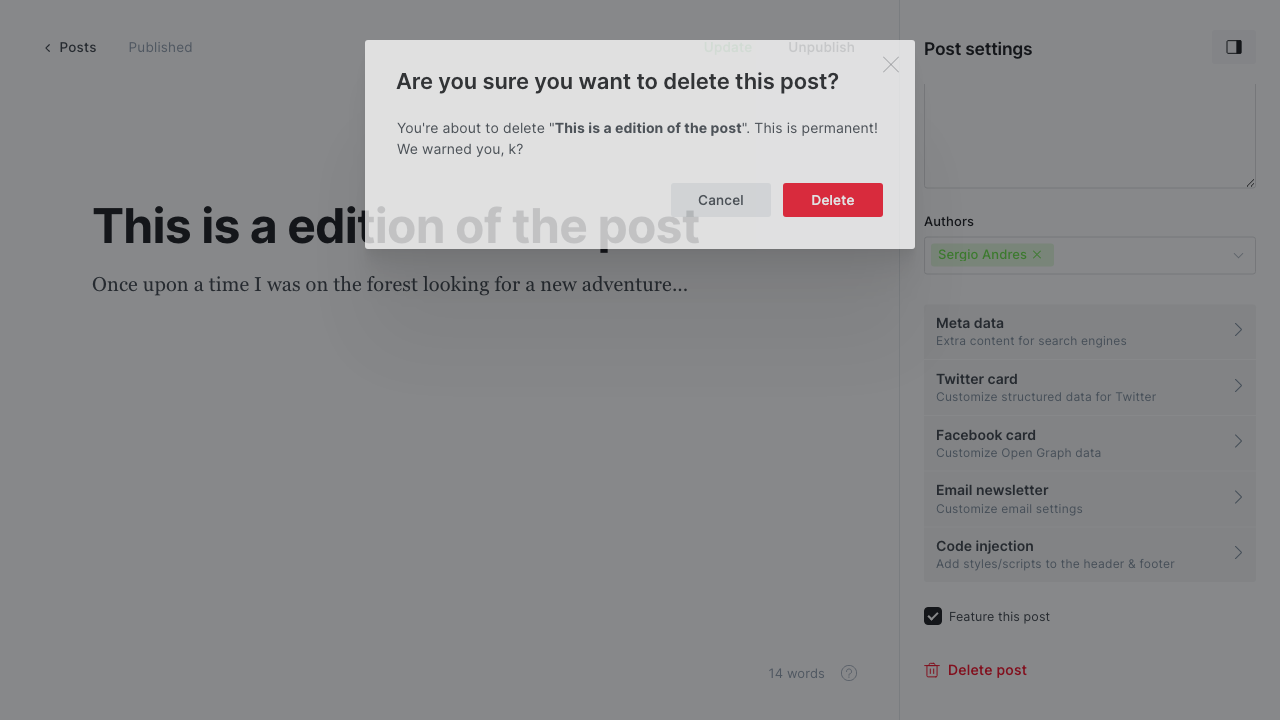 Posts
Published
Update
Unpublish
Post settings
Are you sure you want to delete this post?
You're about to delete "This is a edition of the post". This is permanent!
We warned you, k?
Cancel
Delete
This is a edition of the post
Once upon a time I was on the forest looking for a new adventure...
Authors
Sergio Andres ×
Meta data
Extra content for search engines
Twitter card
Customize structured data for Twitter
Facebook card
Customize Open Graph data
Email newsletter
Customize email settings
Code injection
Add styles/scripts to the header & footer
Feature this post
14 words ?
Delete post